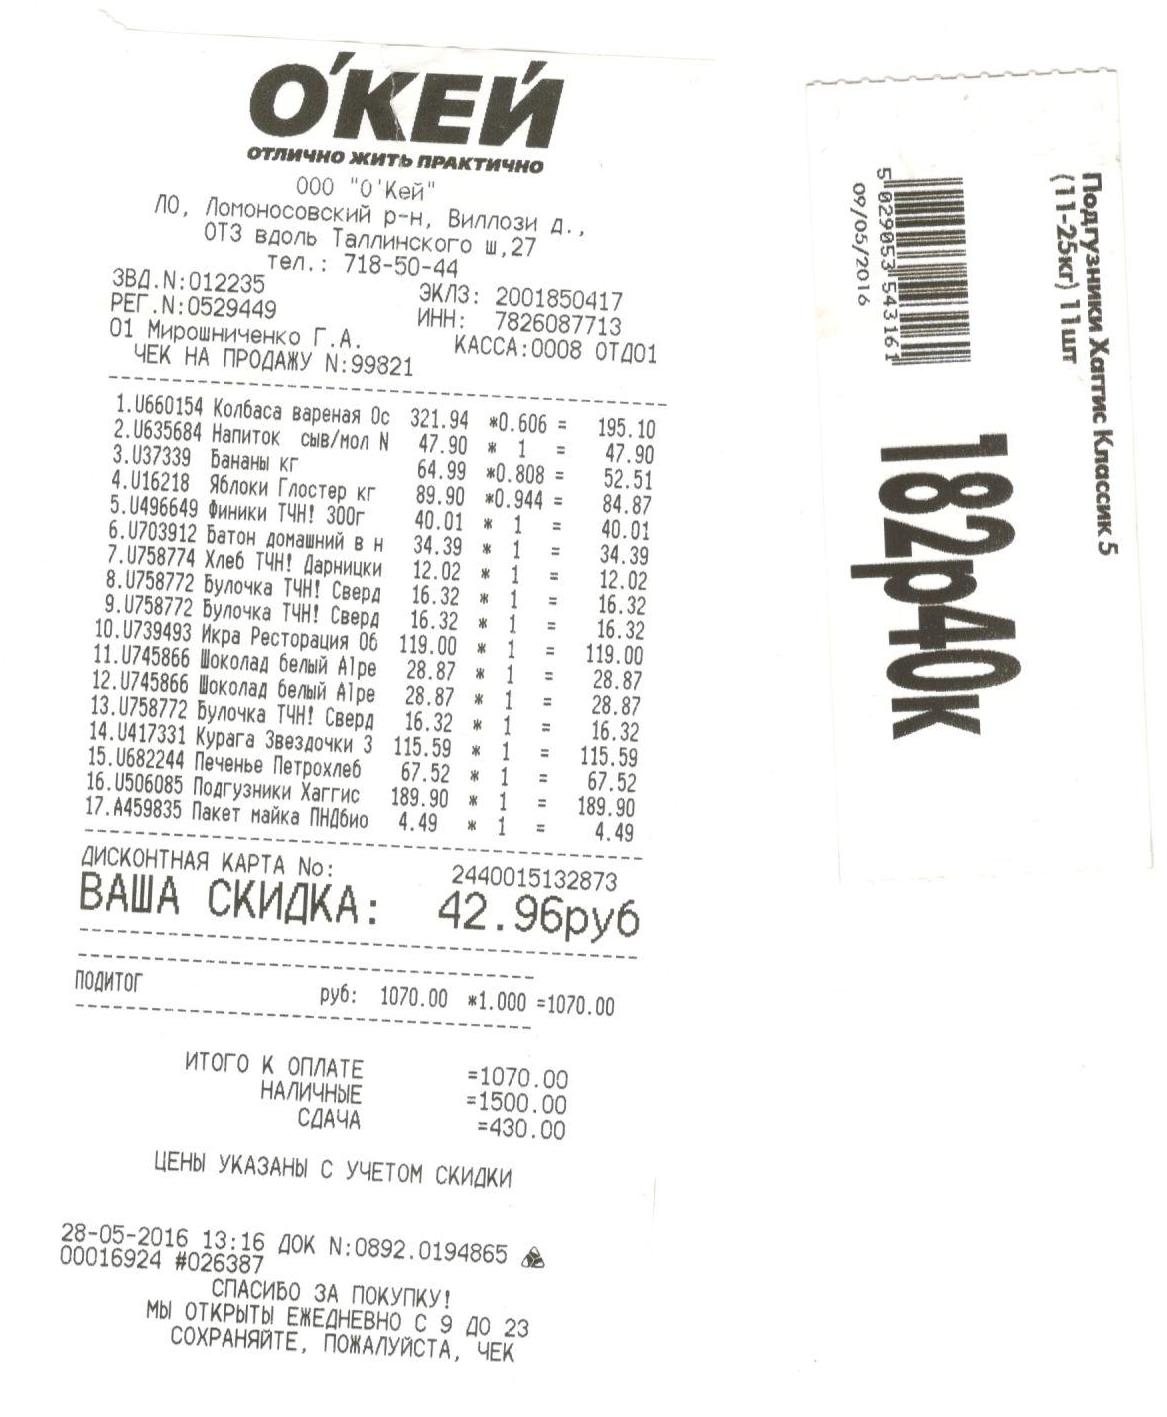 О'КЕЙ
ОТЛИЧНО ЖИТЬ ПРАКТИЧНО
ООО "О'Кей"
ЛО, Ломоносовский р-н, Виллози д.,
ОТЗ вдоль Таллинского ш,27
тел.: 718-50-44
ЗВД.N:012235 ЭКЛЗ: 2001850417
РЕГ.N:0529449 ИНН: 7826087713
01 Мирошниченко Г.А. КАССА:0008 ОТД01
ЧЕК НА ПРОДАЖУ N:99821
1.U660154 Колбаса вареная Ос 321.94 *0.606 = 195.10
2.U635684 Напиток сыв/мол N 47.90 * 1 = 47.90
3.U37339 Бананы кг 64.99 *0.808 = 52.51
4.U16218 Яблоки Глостер кг 89.90 *0.944 = 84.87
5.U496649 Финики ТЧН! 300г 40.01 * 1 = 40.01
6.U703912 Батон домашний в н 34.39 * 1 = 34.39
7.U758774 Хлеб ТЧН! Дарницки 12.02 * 1 = 12.02
8.U758772 Булочка ТЧН! Сверд 16.32 * 1 = 16.32
9.U758772 Булочка ТЧН! Сверд 16.32 * 1 = 16.32
10.U739493 Икра Ресторация Об 119.00 * 1 = 119.00
11.U745866 Шоколад белый Alpe 28.87 * 1 = 28.87
12.U745866 Шоколад белый Alpe 28.87 * 1 = 28.87
13.U758772 Булочка ТЧН! Сверд 16.32 * 1 = 16.32
14.U417331 Курага Звездочки 3 115.59 * 1 = 115.59
15.U682244 Печенье Петрохлеб 67.52 * 1 = 67.52
16.U506085 Подгузники Хаггис 189.90 * 1 = 189.90
17.A459835 Пакет майка ПНДбио 4.49 * 1 = 4.49
ДИСКОНТНАЯ КАРТА No: 2440015132873
ВАША СКИДКА: 42.96руб
ПОДИТОГ руб: 1070.00 *1.000 =1070.00
ИТОГО К ОПЛАТЕ =1070.00
НАЛИЧНЫЕ =1500.00
СДАЧА =430.00
ЦЕНЫ УКАЗАНЫ С УЧЕТОМ СКИДКИ
28-05-2016 13:16 ДОК N:0892.0194865
00016924 #026387
СПАСИБО ЗА ПОКУПКУ!
МЫ ОТКРЫТЫ ЕЖЕДНЕВНО С 9 ДО 23
СОХРАНЯЙТЕ, ПОЖАЛУЙСТА, ЧЕК
Подгузники Хаггис Классик 5
(11-25кг) 11шт
5 029053 543161
09/05/2016
182р40к